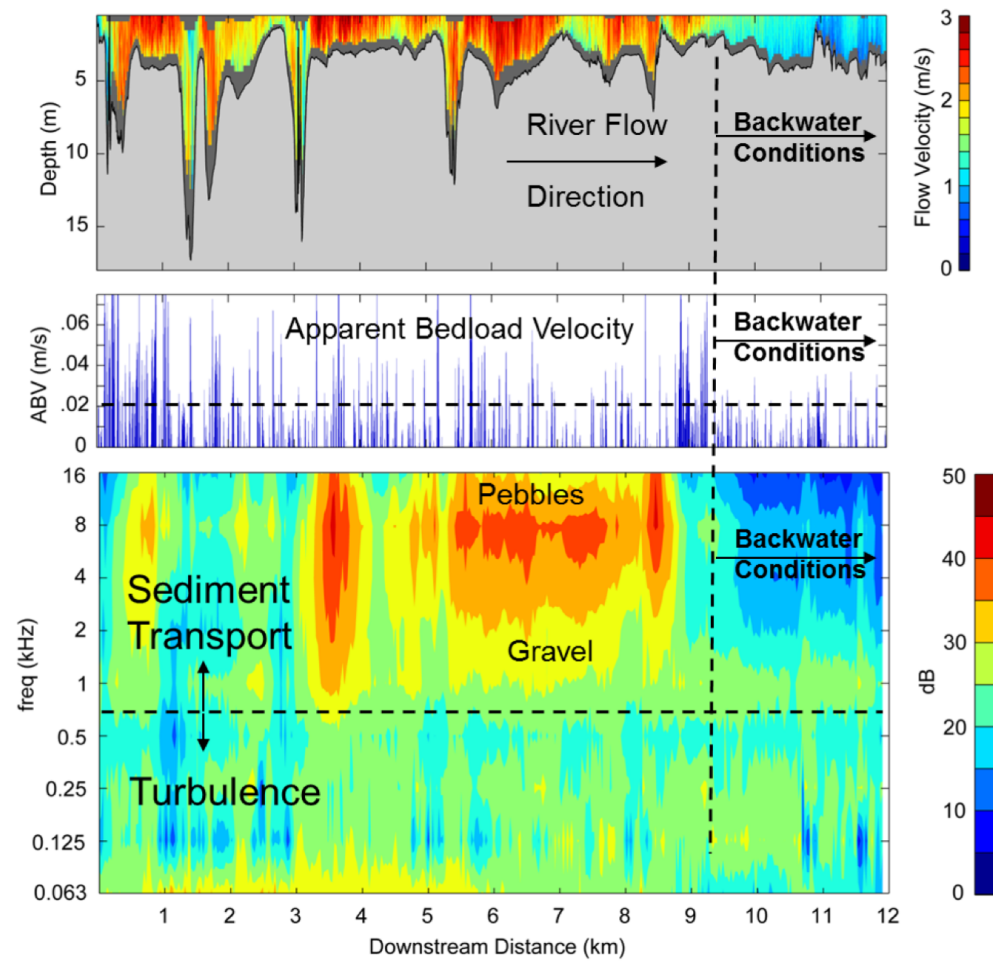 Depth (m)
5
10
15
River Flow
Direction
Backwater
Conditions
Flow Velocity (m/s)
3
2
1
0
ABV (m/s)
.06
.04
.02
0
Apparent Bedload Velocity
Backwater
Conditions
freq (kHz)
16
8
4
2
1
0.5
0.25
0.125
0.063
Pebbles
Sediment
Transport
Gravel
Turbulence
Backwater
Conditions
50
40
30
20
10
0
dB
1 2 3 4 5 6 7 8 9 10 11 12
Downstream Distance (km)